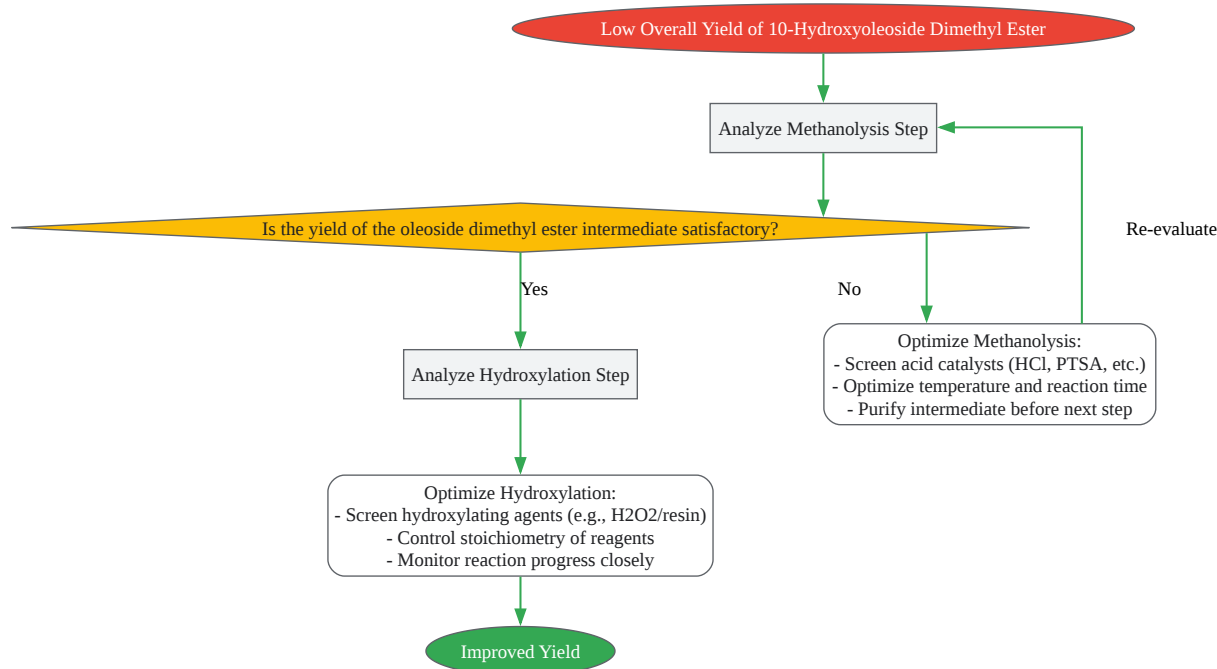 Low Overall Yield of 10-Hydroxyoleoside Dimethyl Ester
Analyze Methanolysis Step
Is the yield of the oleoside dimethyl ester intermediate satisfactory?
Re-evaluate
Yes
No
Optimize Methanolysis:
- Screen acid catalysts (HCl, PTSA, etc.)
- Optimize temperature and reaction time
- Purify intermediate before next step
Analyze Hydroxylation Step
Optimize Hydroxylation:
- Screen hydroxylating agents (e.g., H2O2/resin)
- Control stoichiometry of reagents
- Monitor reaction progress closely
Improved Yield